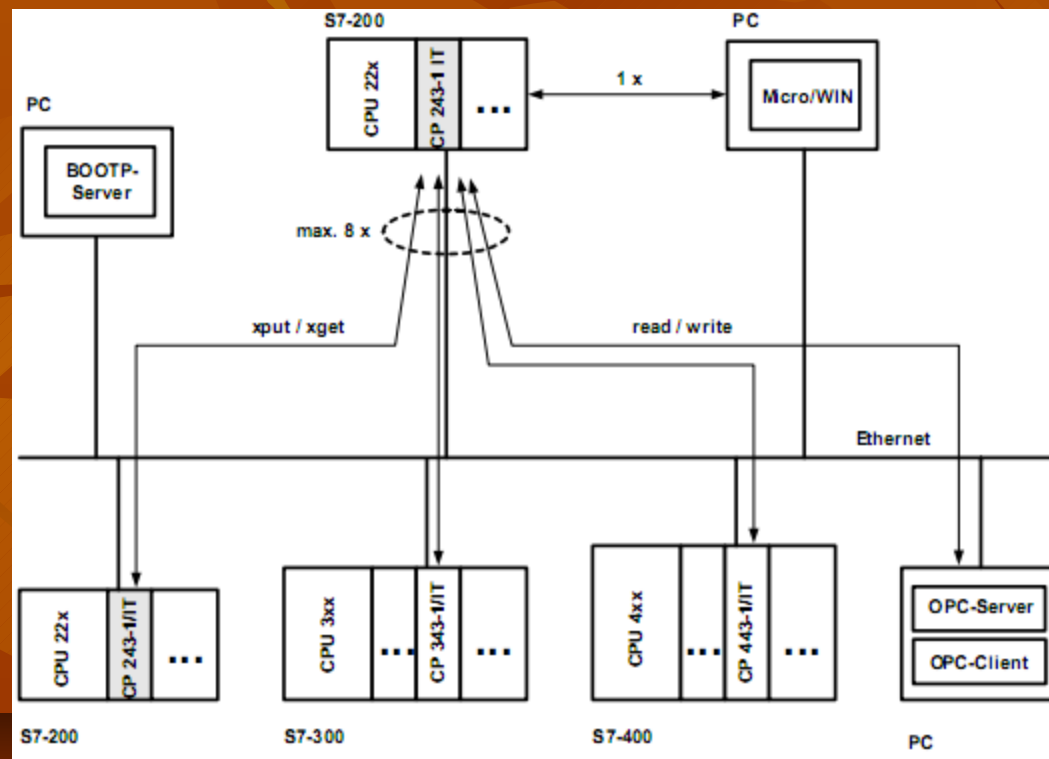 S7-200
PC
CPU 22x
CP 243-1 IT
...
1 x
Micro/WIN
PC
BOOTP-
Server
max. 8 x
xput / xget
read / write
Ethernet
CPU 22x
CP 243-1/IT
...
CPU 3xx
...
CP 343-1/IT
...
CPU 4xx
...
CP 443-1/IT
...
OPC-Server
OPC-Client
S7-200
S7-300
S7-400
PC